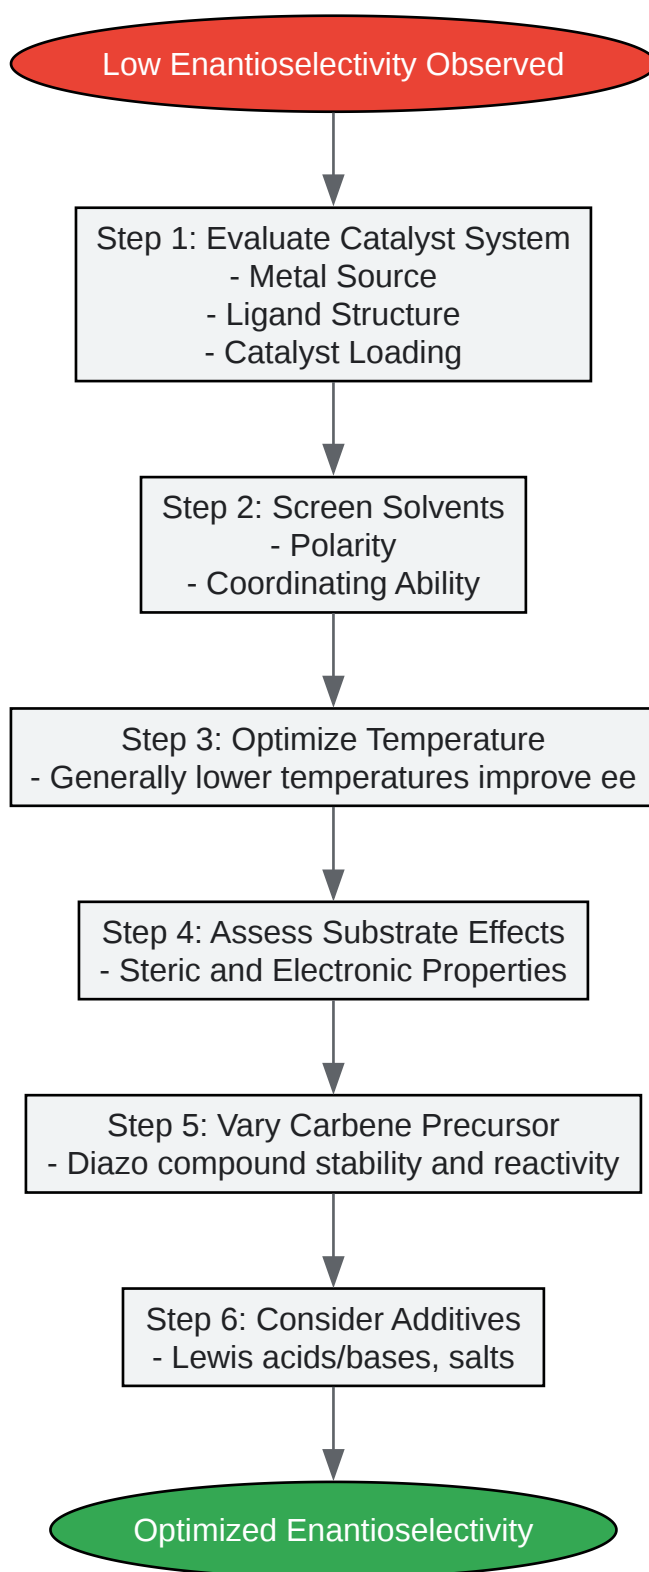 Low Enantioselectivity Observed
Step 1: Evaluate Catalyst System
- Metal Source
- Ligand Structure
- Catalyst Loading
Step 2: Screen Solvents
- Polarity
- Coordinating Ability
Step 3: Optimize Temperature
- Generally lower temperatures improve ee
Step 4: Assess Substrate Effects
- Steric and Electronic Properties
Step 5: Vary Carbene Precursor
- Diazo compound stability and reactivity
Step 6: Consider Additives
- Lewis acids/bases, salts
Optimized Enantioselectivity